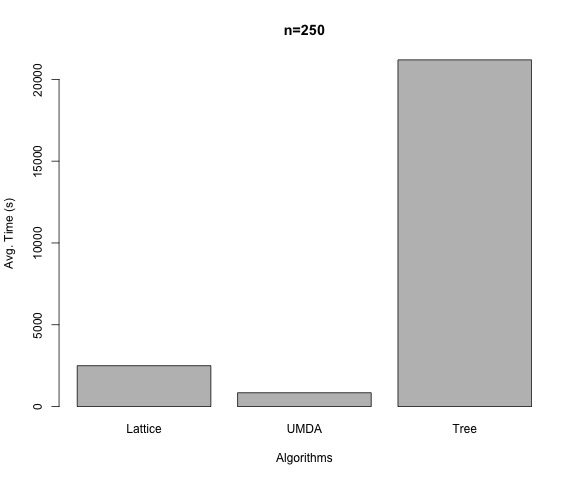 n=250
Avg. Time (s)
20000
15000
10000
5000
0
Lattice UMDA Tree
Algorithms